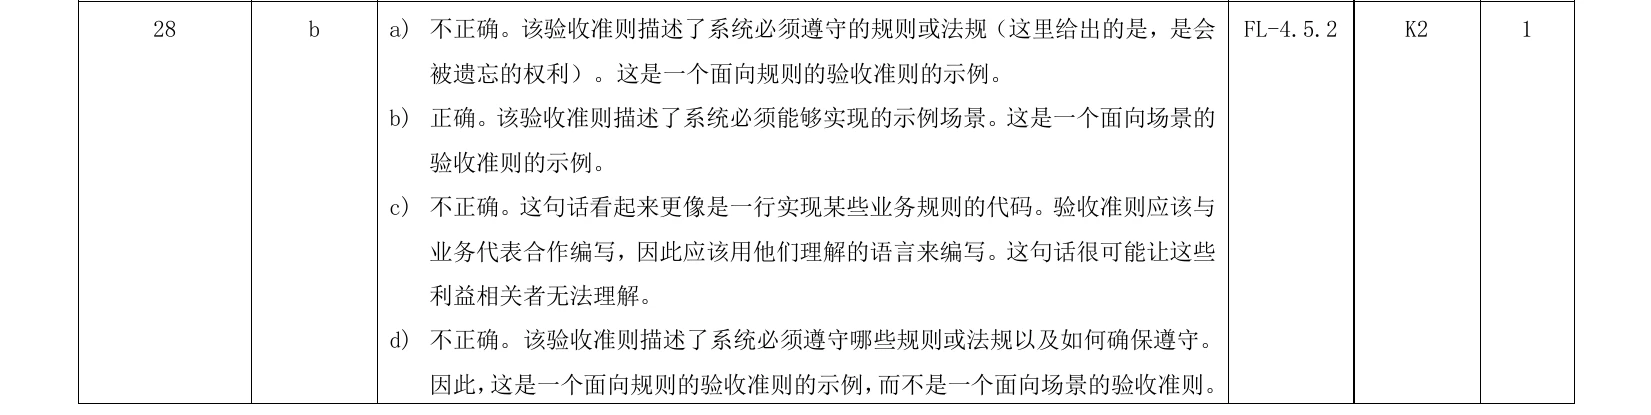 28 b a) 不正确。该验收准则描述了系统必须遵守的规则或法规（这里给出的是，是会 FL-4.5.2 K2 1
被遗忘的权利）。这是一个面向规则的验收准则的示例。
b) 正确。该验收准则描述了系统必须能够实现的示例场景。这是一个面向场景的
验收准则的示例。
c) 不正确。这句话看起来更像是一行实现某些业务规则的代码。验收准则应该与
业务代表合作编写，因此应该用他们理解的语言来编写。这句话很可能让这些
利益相关者无法理解。
d) 不正确。该验收准则描述了系统必须遵守哪些规则或法规以及如何确保遵守。
因此，这是一个面向规则的验收准则的示例，而不是一个面向场景的验收准则。